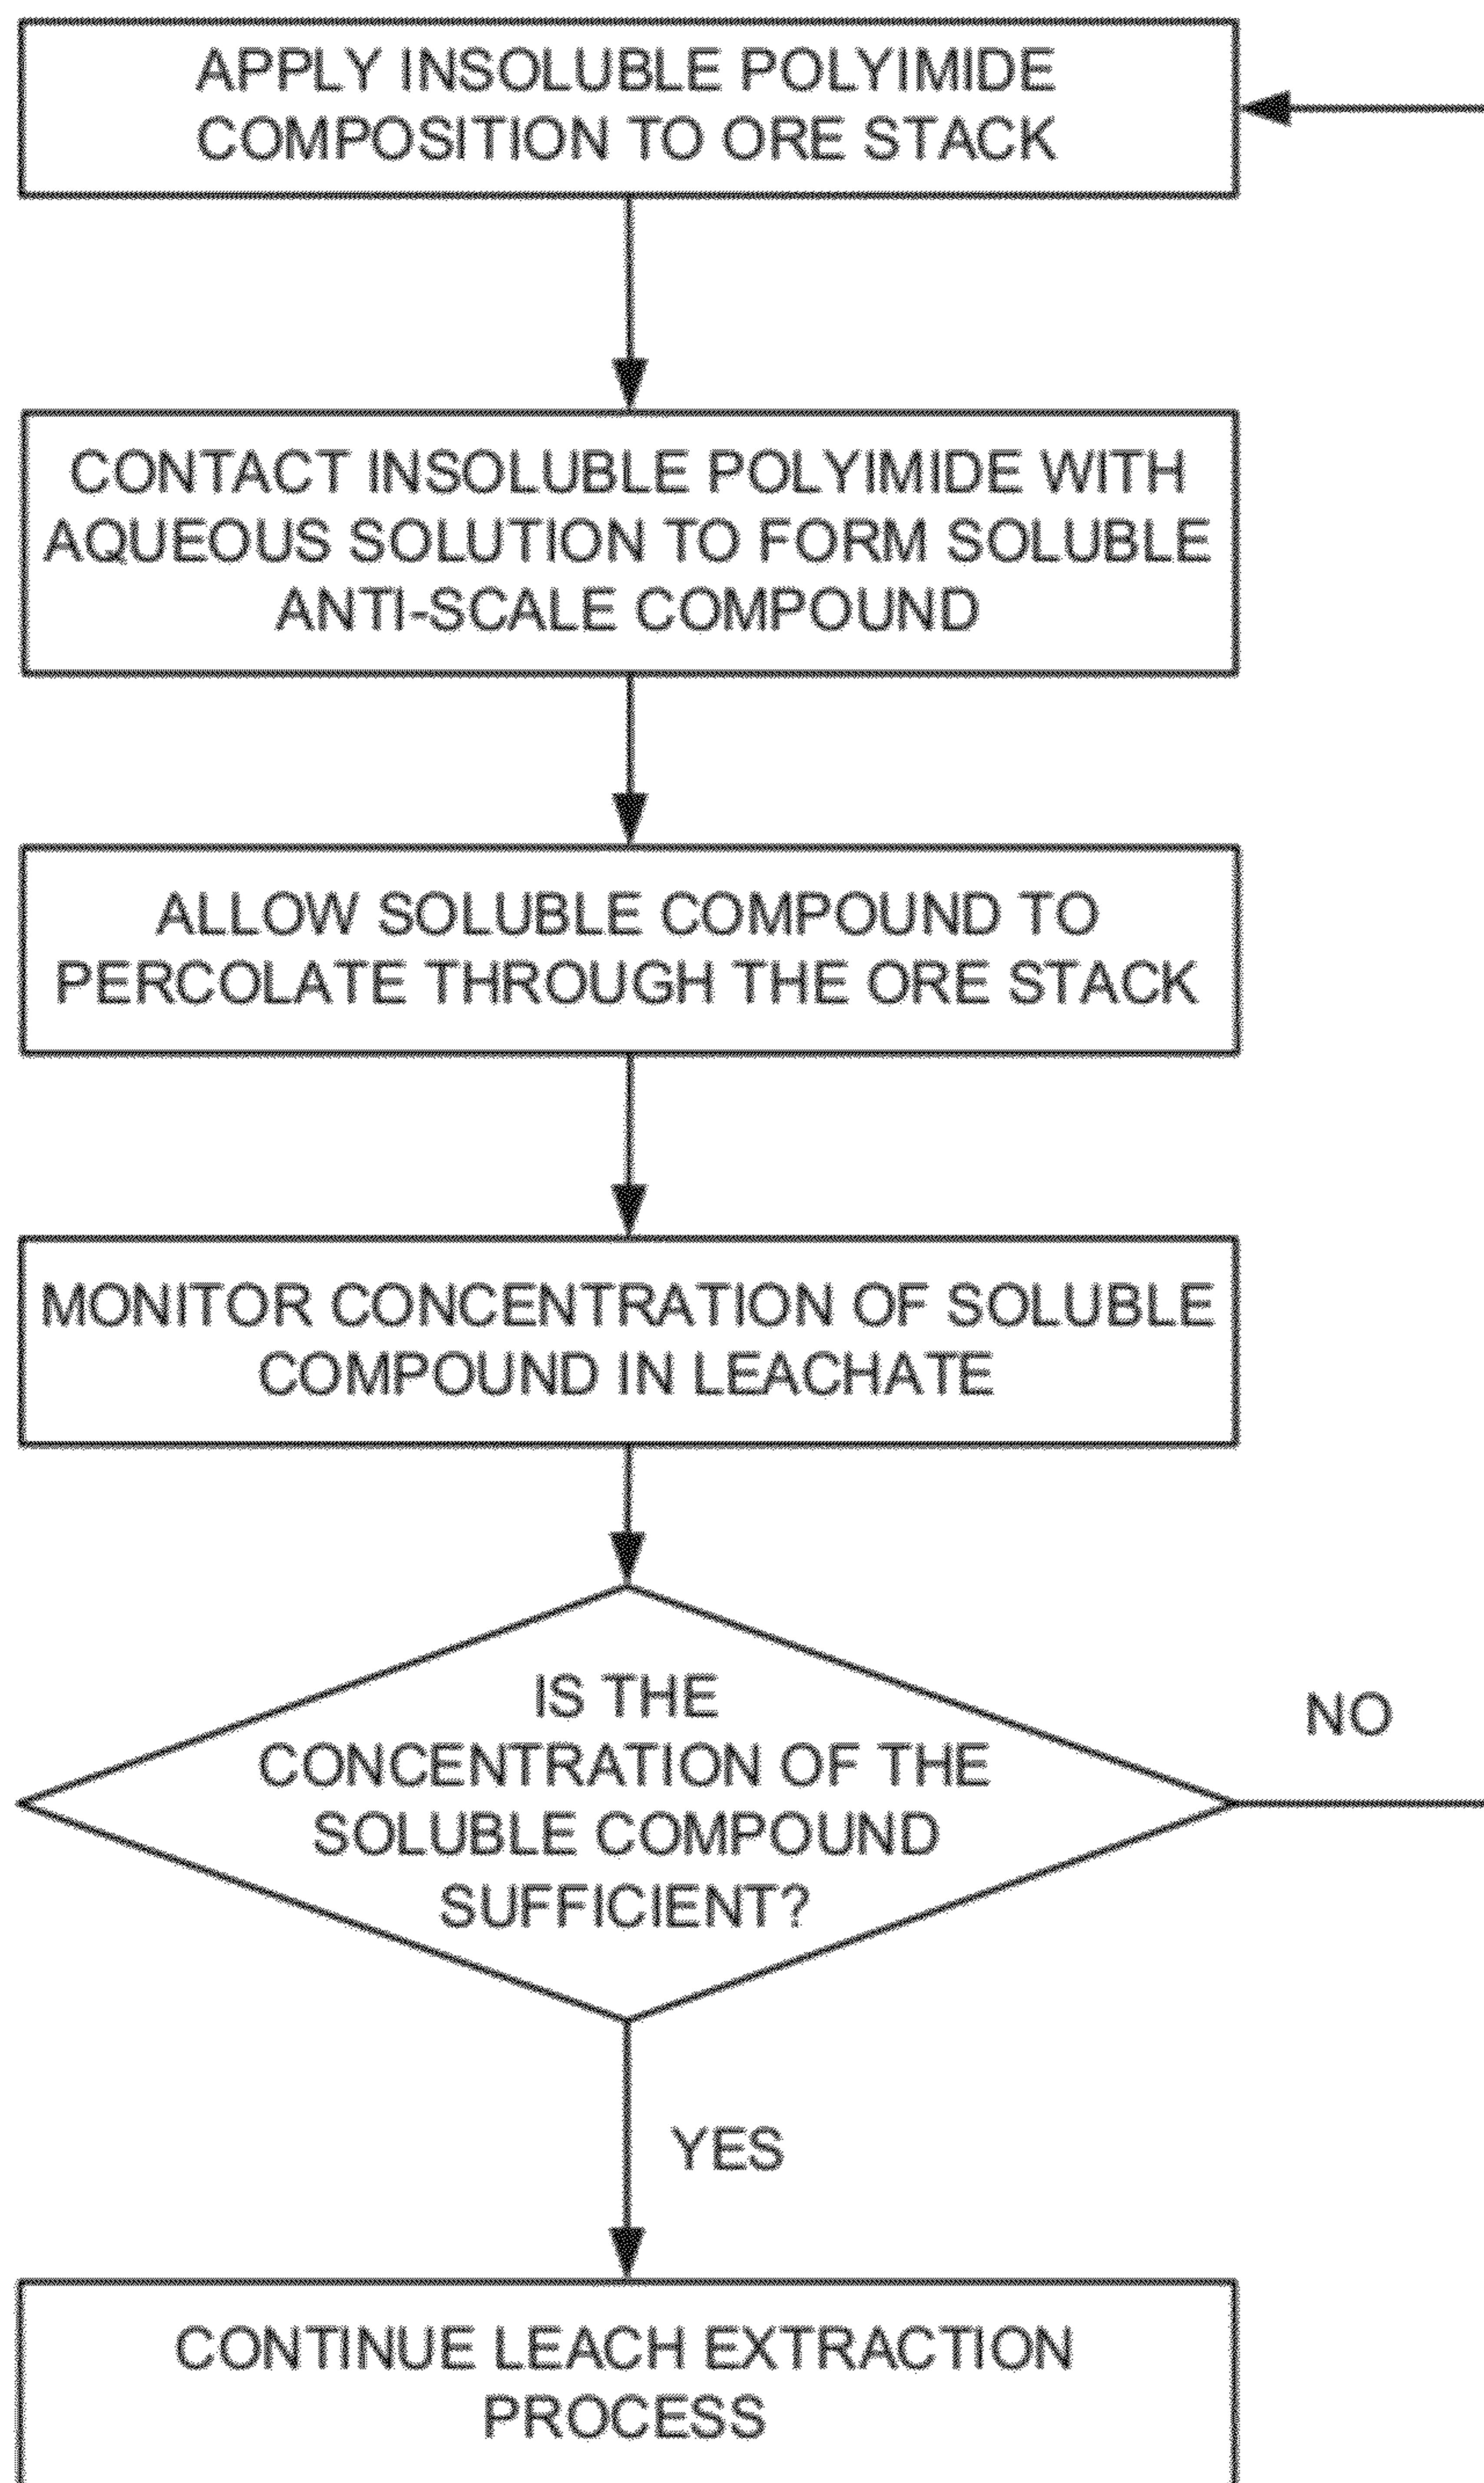 APPLY INSOLUBLE POLYIMIDE
COMPOSITION TO ORE STACK
CONTACT INSOLUBLE POLYIMIDE WITH
AQUEOUS SOLUTION TO FORM SOLUBLE
ANTI-SCALE COMPOUND
ALLOW SOLUBLE COMPOUND TO
PERCOLATE THROUGH THE ORE STACK
MONITOR CONCENTRATION OF SOLUBLE
COMPOUND IN LEACHATE
IS THE
CONCENTRATION OF THE
SOLUBLE COMPOUND
SUFFICIENT?
NO
YES
CONTINUE LEACH EXTRACTION
PROCESS